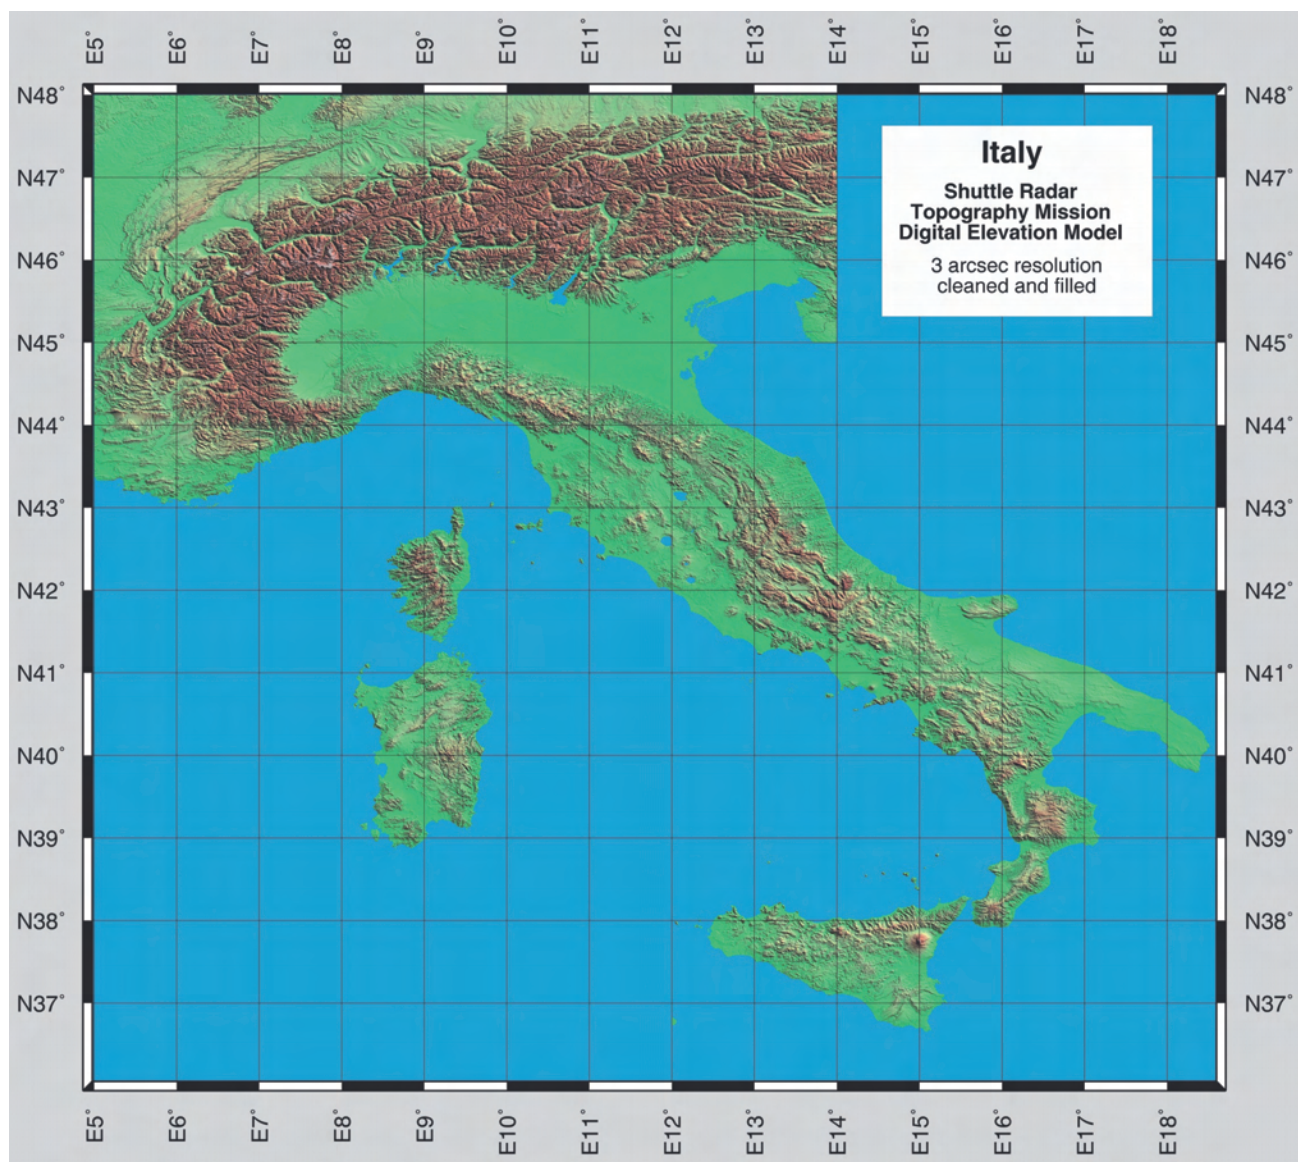 E5° E6° E7° E8° E9° E10° E11° E12° E13° E14° E15° E16° E17° E18°
N48° N48°
Italy
Shuttle Radar
Topography Mission
Digital Elevation Model
3 arcsec resolution
cleaned and filled
N47° N47°
N46° N46°
N45° N45°
N44° N44°
N43° N43°
N42° N42°
N41° N41°
N40° N40°
N39° N39°
N38° N38°
N37° N37°
E5° E6° E7° E8° E9° E10° E11° E12° E13° E14° E15° E16° E17° E18°